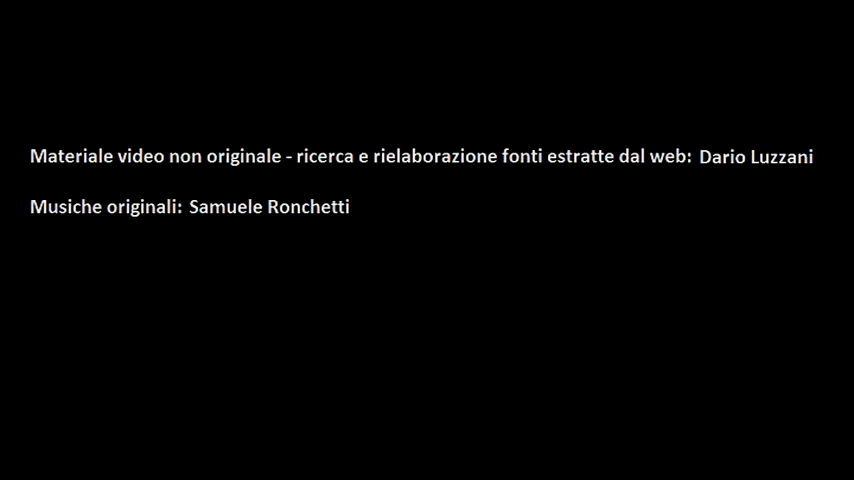 Materiale video non originale - ricerca e rielaborazione fonti estratte dal web: Dario Luzzani
Musiche originali: Samuele Ronchetti